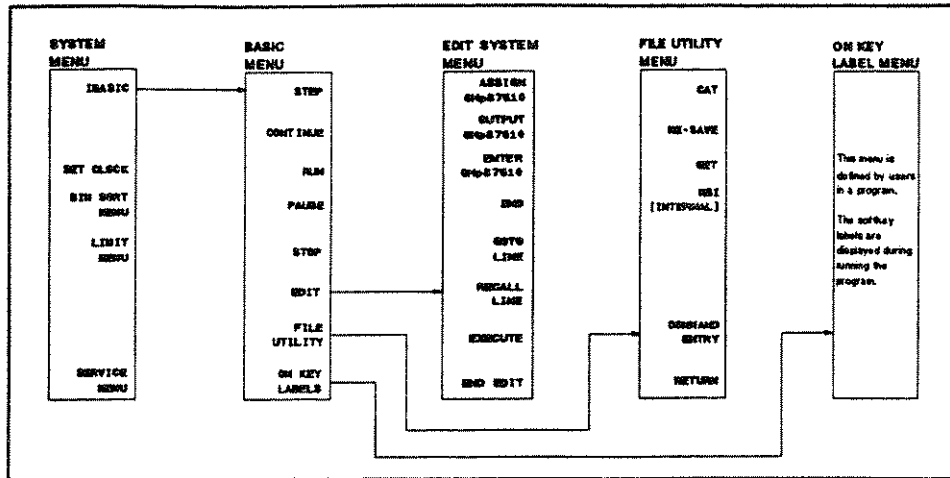 SYSTEM
MENU
IBASIC
SET CLOCK
BIN SORT
MENU
LIMIT
MENU
SERVICE
MENU
BASIC
MENU
STEP
CONTINUE
RUN
PAUSE
STOP
EDIT
FILE
UTILITY
ON KEY
LABELS
EDIT SYSTEM
MENU
ASSIGN
@Hp87510
OUTPUT
@Hp87510
ENTER
@Hp87510
END
GOTO
LINE
RECALL
LINE
EXECUTE
END EDIT
FILE UTILITY
MENU
CAT
RE-SAVE
GET
MSI
[INTERNAL]
COMMAND
ENTRY
RETURN
ON KEY
LABEL MENU
This menu is
defined by users
in a program.
The softkey
labels are
displayed during
running the
program.